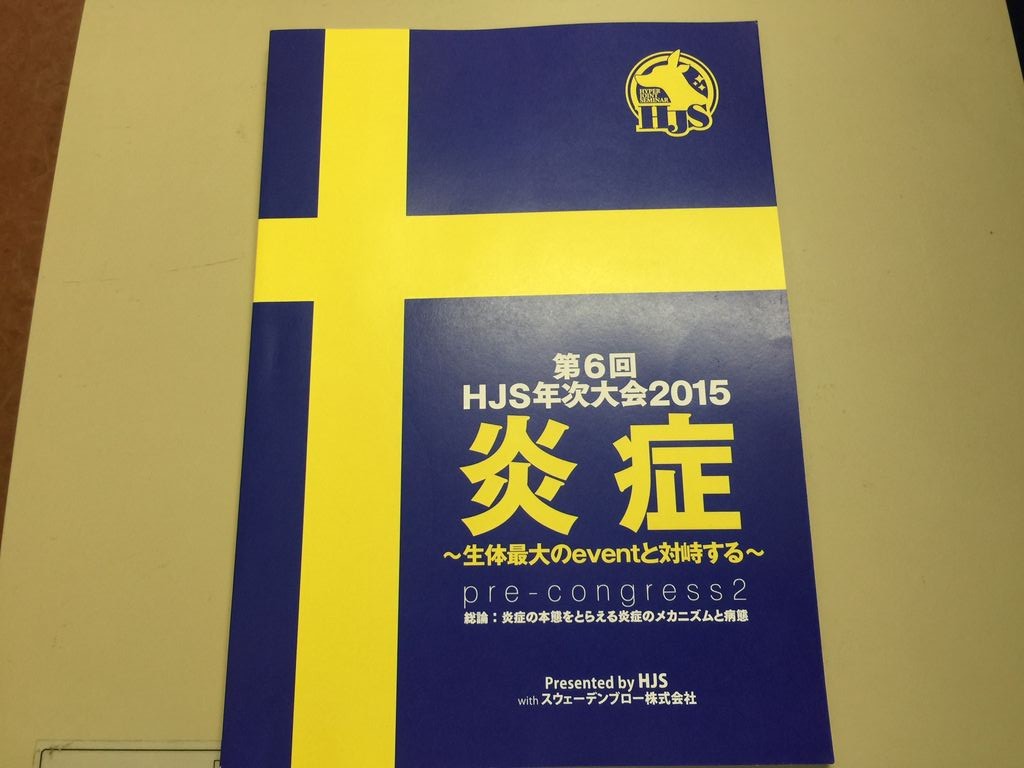 HYPER
JOINT
SEMINAR
HJS
第6回
HJS年次大会2015
炎症
～生体最大のeventと対峙する～
pre-congress2
総論：炎症の本態をとらえる炎症のメカニズムと病態
Presented by HJS
with スウェーデンブロー株式会社